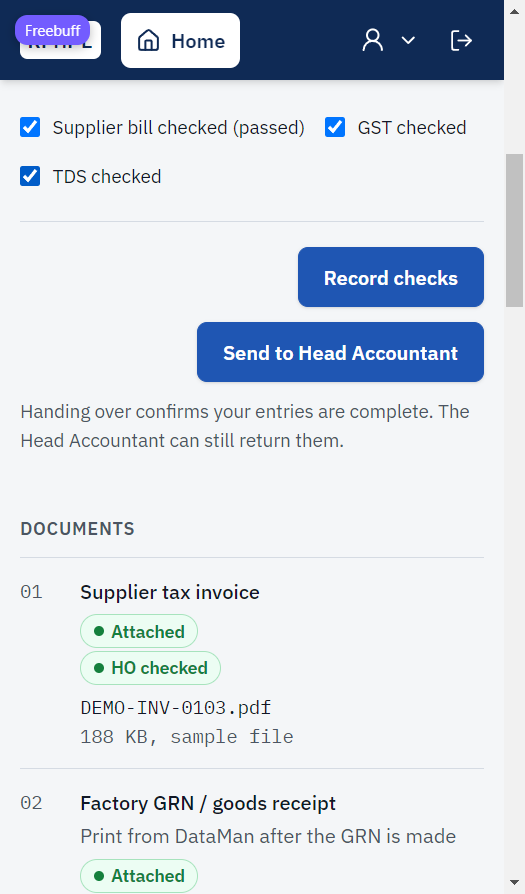 Freebuff
Home
Supplier bill checked (passed)
GST checked
TDS checked
Record checks
Send to Head Accountant
Handing over confirms your entries are complete. The
Head Accountant can still return them.
DOCUMENTS
01
Supplier tax invoice
Attached
HO checked
DEMO-INV-0103.pdf
188 KB, sample file
02
Factory GRN / goods receipt
Print from DataMan after the GRN is made
Attached